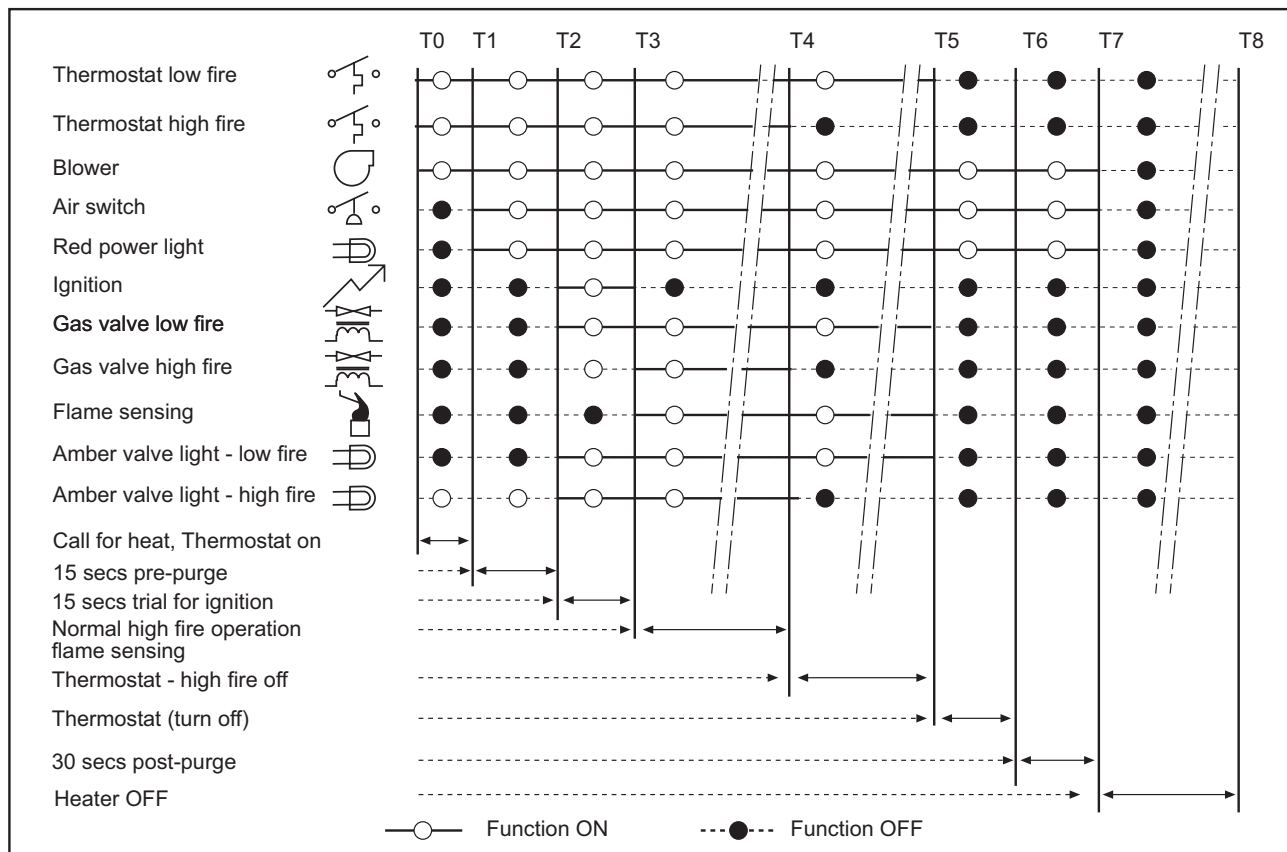 T0 T1 T2 T3 T4 T5 T6 T7 T8
Thermostat low fire
Thermostat high fire
Blower
Air switch
Red power light
Ignition
Gas valve low fire
Gas valve high fire
Flame sensing
Amber valve light - low fire
Amber valve light - high fire
Call for heat, Thermostat on
15 secs pre-purge
15 secs trial for ignition
Normal high fire operation
flame sensing
Thermostat - high fire off
Thermostat (turn off)
30 secs post-purge
Heater OFF
Function ON Function OFF